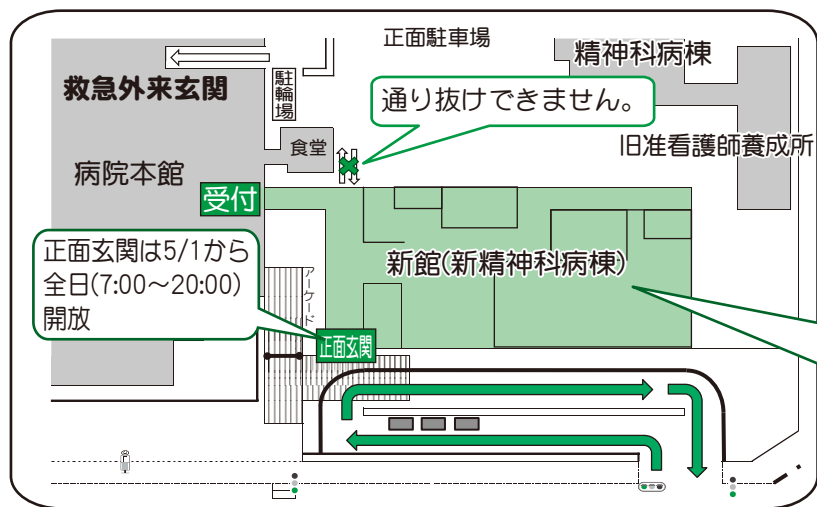 正面駐車場
精神科病棟
救急外来玄関
駐輪場
通り抜けできません。
食堂
旧准看護師養成所
病院本館
受付
正面玄関は5/1から
全日(7:00〜20:00)
開放
アーケード
新館(新精神科病棟)
正面玄関